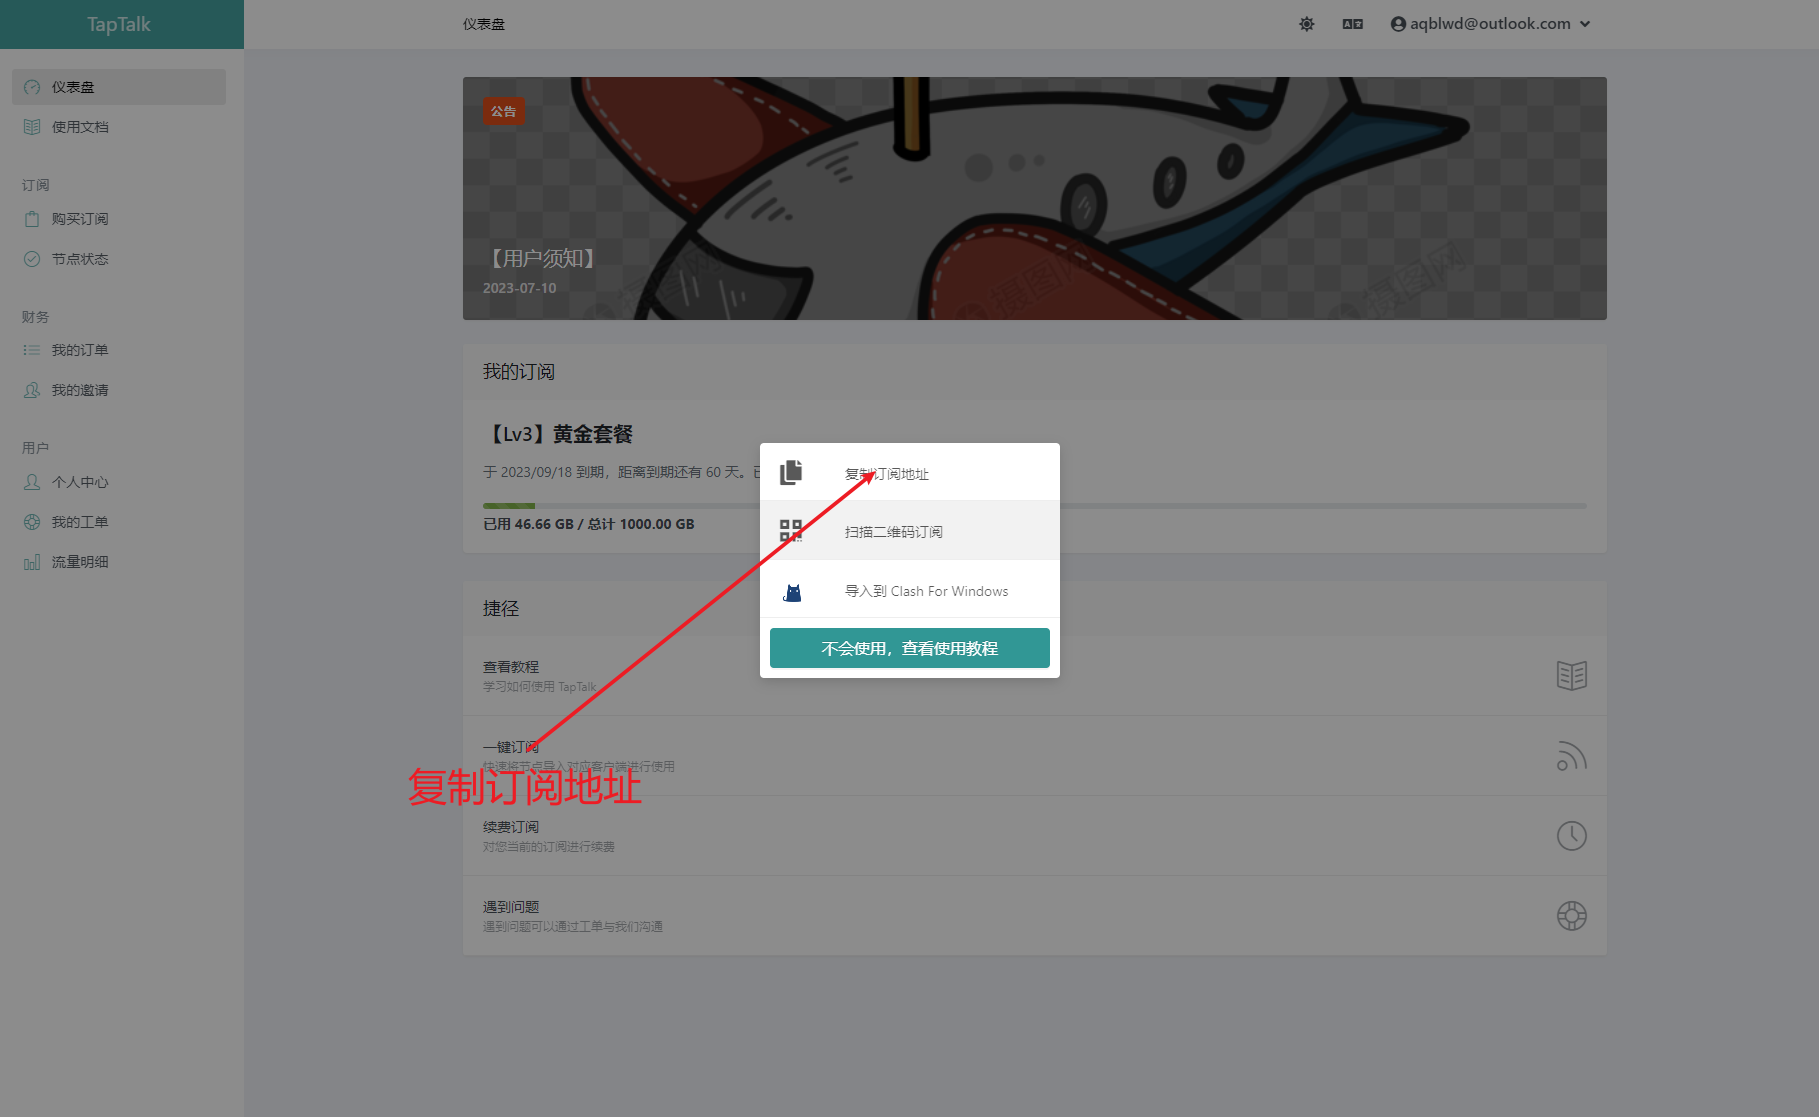 TapTalk
仪表盘
aqblwd@outlook.com
仪表盘
使用文档
订阅
购买订阅
节点状态
财务
我的订单
我的邀请
用户
个人中心
我的工单
流量明细
公告
【用户须知】
2023-07-10
摄图网
摄图网
摄图网
我的订阅
【Lv3】黄金套餐
于 2023/09/18 到期，距离到期还有 60 天。已
已用 46.66 GB / 总计 1000.00 GB
复制订阅地址
扫描二维码订阅
导入到 Clash For Windows
不会使用，查看使用教程
捷径
查看教程
学习如何使用 TapTalk
一键订阅
快速将节点导入对应客户端进行使用
复制订阅地址
续费订阅
对您当前的订阅进行续费
遇到问题
遇到问题可以通过工单与我们沟通